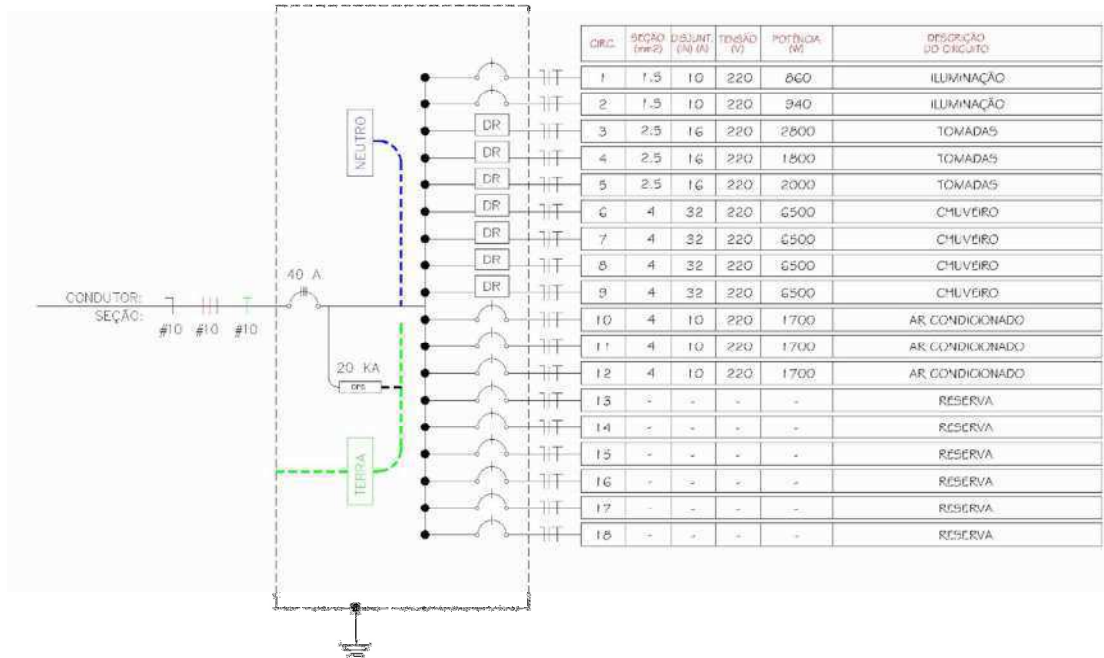 CIRC. SEÇÃO (mm2) DISJUNT. (IN) (A) TENSÃO (V) POTÊNCIA (W) DESCRIÇÃO DO CIRCUITO
1 1.5 10 220 860 ILUMINAÇÃO
2 1.5 10 220 940 ILUMINAÇÃO
DR 3 2.5 16 220 2800 TOMADAS
DR 4 2.5 16 220 1800 TOMADAS
DR 5 2.5 16 220 2000 TOMADAS
DR 6 4 32 220 6500 CHUVEIRO
DR 7 4 32 220 6500 CHUVEIRO
DR 8 4 32 220 6500 CHUVEIRO
DR 9 4 32 220 6500 CHUVEIRO
10 4 10 220 1700 AR CONDICIONADO
11 4 10 220 1700 AR CONDICIONADO
12 4 10 220 1700 AR CONDICIONADO
13 - - - - RESERVA
14 - - - - RESERVA
15 - - - - RESERVA
16 - - - - RESERVA
17 - - - - RESERVA
18 - - - - RESERVA
NEUTRO
40 A
CONDUTOR:
SEÇÃO:
#10 #10 #10
20 KA
DPS
TERRA